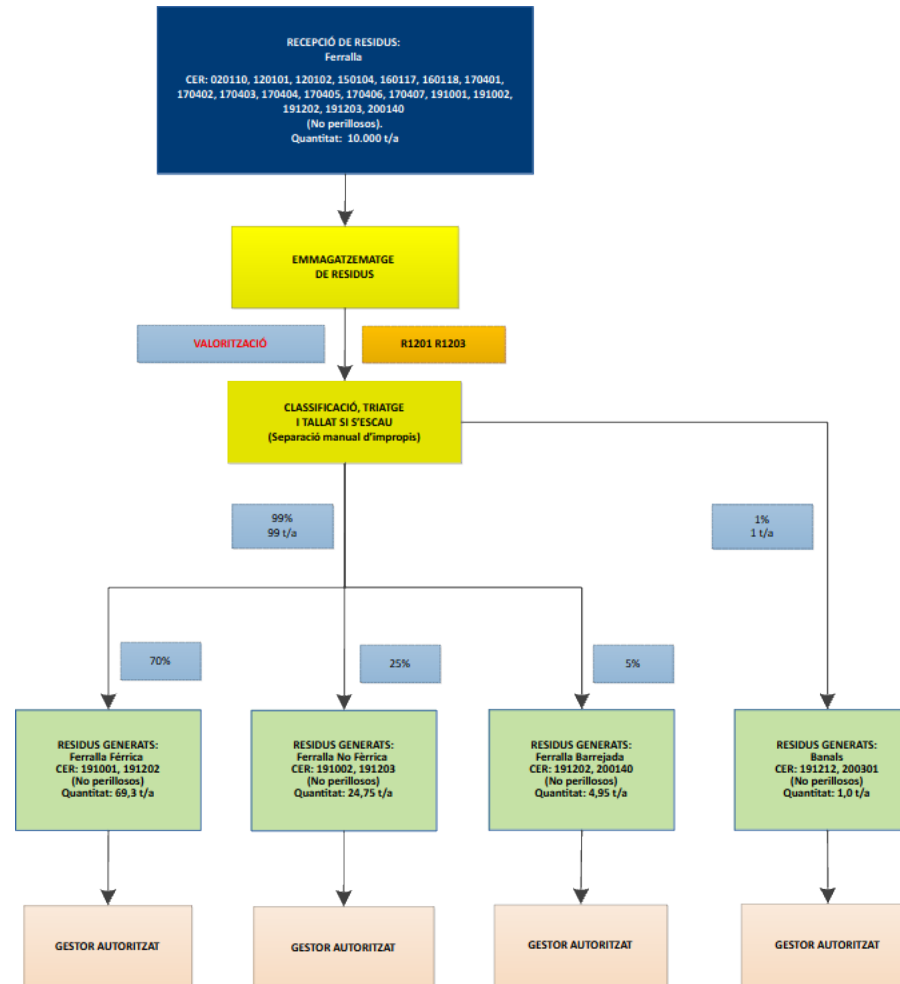 RECEPCIÓ DE RESIDUS:
Ferralla
CER: 020110, 120101, 120102, 150104, 160117, 160118, 170401,
170402, 170403, 170404, 170405, 170406, 170407, 191001, 191002,
191202, 191203, 200140
(No perillosos).
Quantitat: 10.000 t/a
EMMAGATZEMATGE
DE RESIDUS
VALORITZACIÓ
R1201 R1203
CLASSIFICACIÓ, TRIATGE
I TALLAT SI S'ESCAU
(Separació manual d'impropis)
99%
99 t/a
1%
1 t/a
70%
25%
5%
RESIDUS GENERATS:
Ferralla Fèrrica
CER: 191001, 191202
(No perillosos)
Quantitat: 69,3 t/a
RESIDUS GENERATS:
Ferralla No Fèrrica
CER: 191002, 191203
(No perillosos)
Quantitat: 24,75 t/a
RESIDUS GENERATS:
Ferralla Barrejada
CER: 191202, 200140
(No perillosos)
Quantitat: 4,95 t/a
RESIDUS GENERATS:
Banals
CER: 191212, 200301
(No perillosos)
Quantitat: 1,0 t/a
GESTOR AUTORITZAT
GESTOR AUTORITZAT
GESTOR AUTORITZAT
GESTOR AUTORITZAT